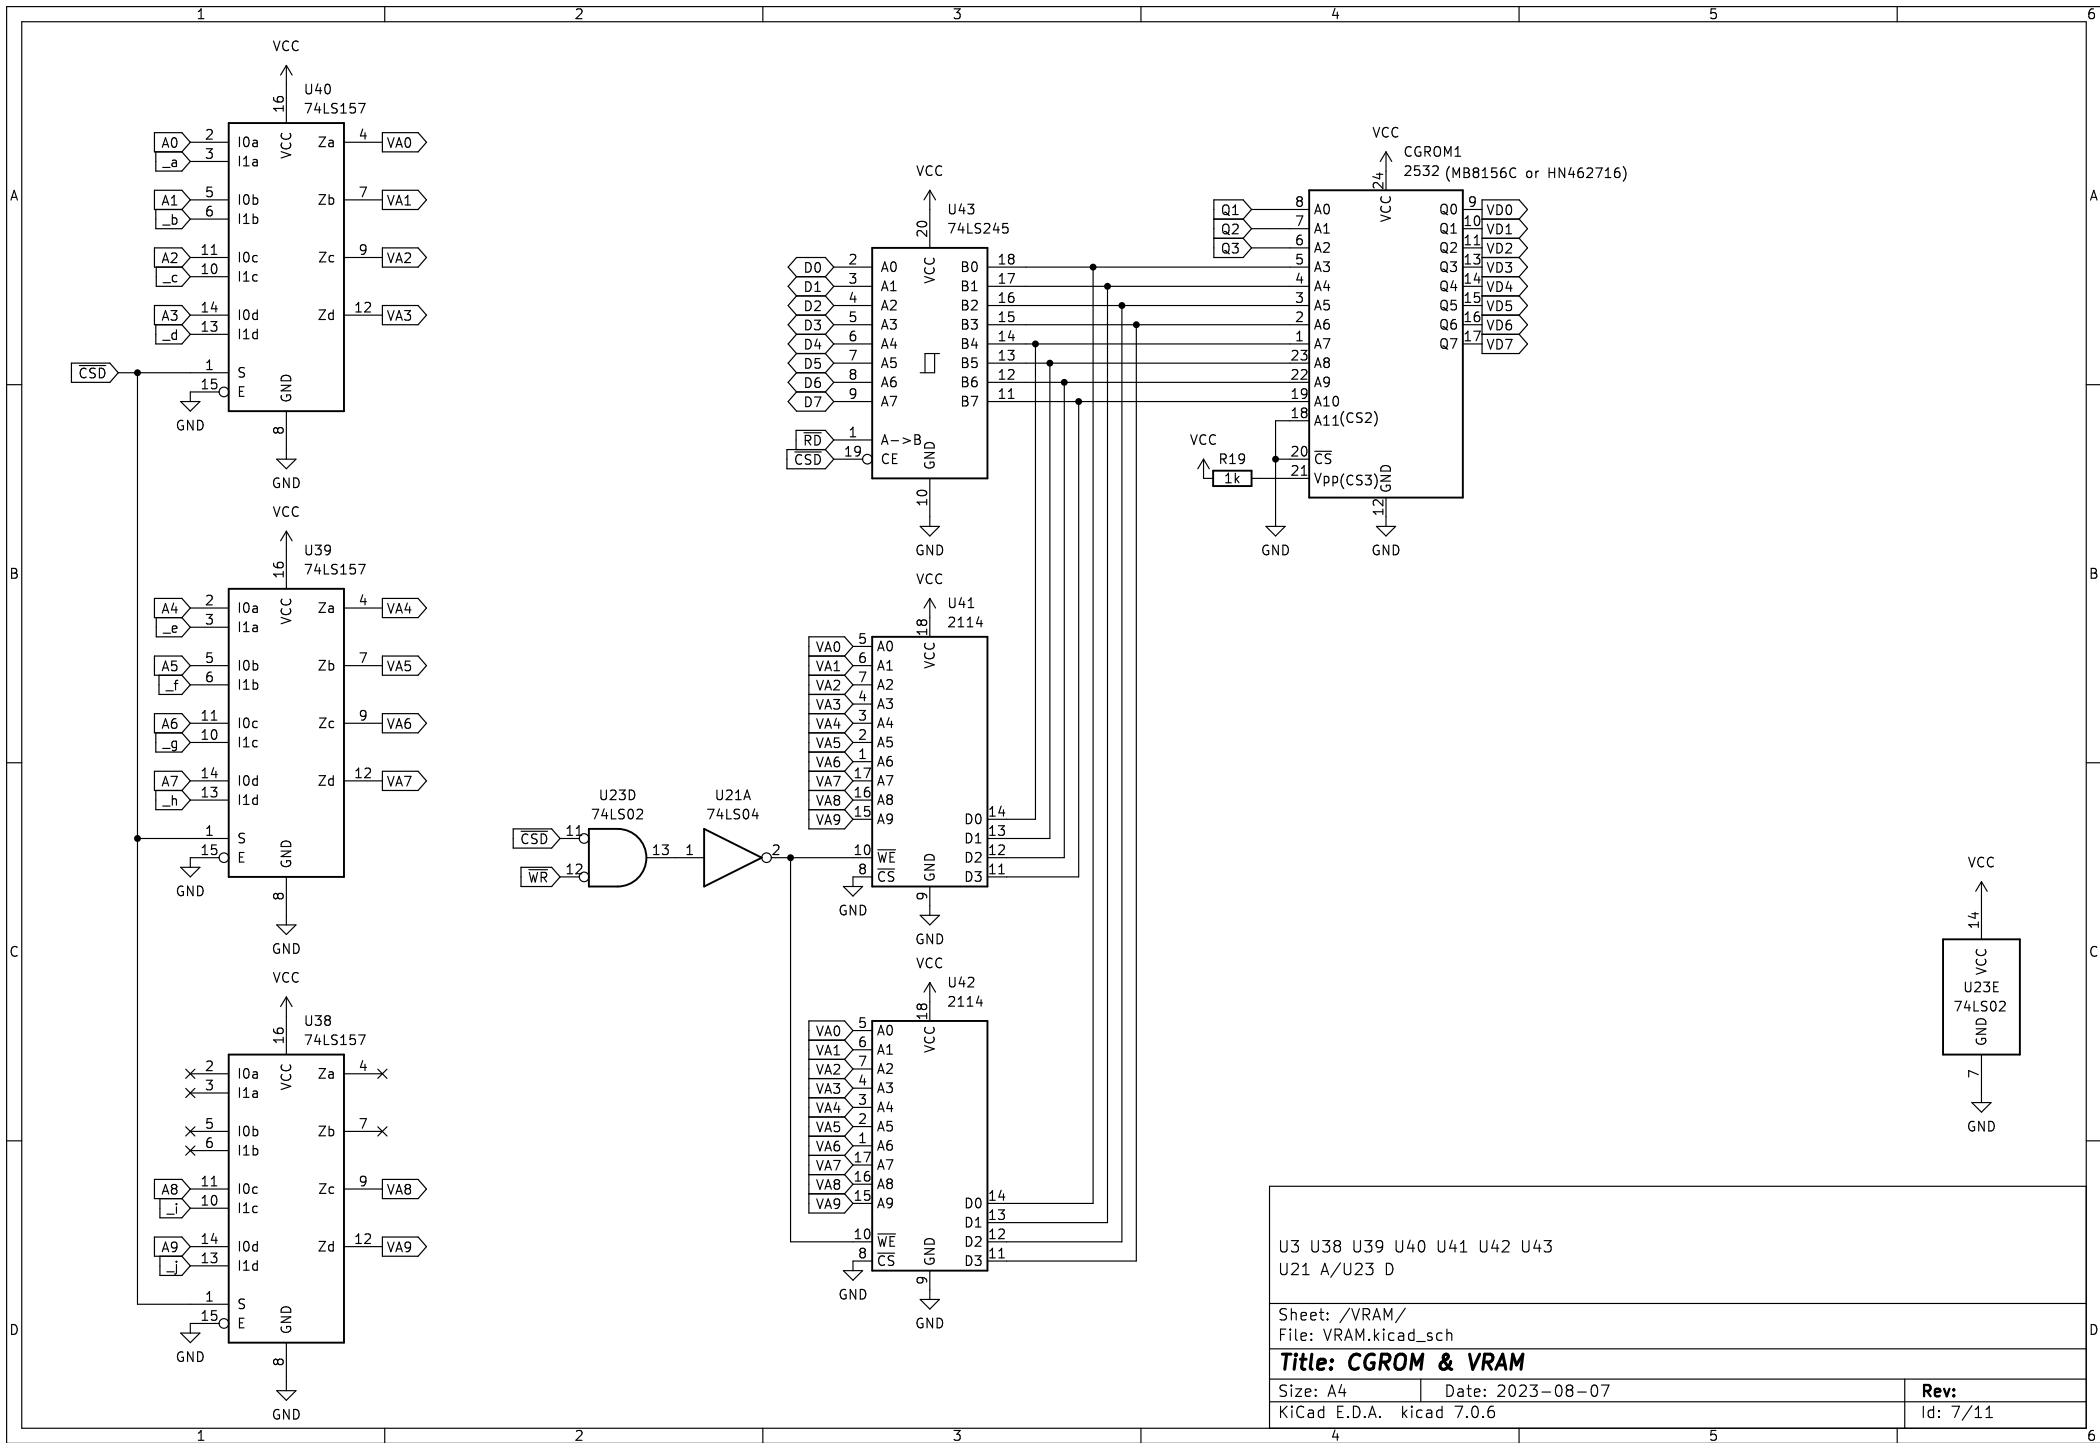 1 2 3 4 5 6
A
B
C
D
VCC
16
U40
74LS157
VCC
A0 2 I0a Za 4 VA0
_a 3 I1a
A1 5 I0b Zb 7 VA1
_b 6 I1b
A2 11 I0c Zc 9 VA2
_c 10 I1c
A3 14 I0d Zd 12 VA3
_d 13 I1d
CSD 1 S
15 E
GND
GND
8
GND
VCC
16
U39
74LS157
VCC
A4 2 I0a Za 4 VA4
_e 3 I1a
A5 5 I0b Zb 7 VA5
_f 6 I1b
A6 11 I0c Zc 9 VA6
_g 10 I1c
A7 14 I0d Zd 12 VA7
_h 13 I1d
1 S
15 E
GND
GND
8
GND
VCC
16
U38
74LS157
VCC
2 I0a Za 4
3 I1a
5 I0b Zb 7
6 I1b
A8 11 I0c Zc 9 VA8
_i 10 I1c
A9 14 I0d Zd 12 VA9
_j 13 I1d
1 S
15 E
GND
GND
8
GND
U23D
74LS02
CSD 11
WR 12
13
U21A
74LS04
1 2
VCC
20
U43
74LS245
VCC
D0 2 A0 B0 18
D1 3 A1 B1 17
D2 4 A2 B2 16
D3 5 A3 B3 15
D4 6 A4 B4 14
D5 7 A5 B5 13
D6 8 A6 B6 12
D7 9 A7 B7 11
RD 1 A->B
CSD 19 CE
GND
10
GND
VCC
18
U41
2114
VCC
VA0 5 A0
VA1 6 A1
VA2 7 A2
VA3 4 A3
VA4 3 A4
VA5 2 A5
VA6 1 A6
VA7 17 A7
VA8 16 A8
VA9 15 A9
D0 14
D1 13
10 WE D2 12
8 CS D3 11
GND
GND
9
GND
VCC
18
U42
2114
VCC
VA0 5 A0
VA1 6 A1
VA2 7 A2
VA3 4 A3
VA4 3 A4
VA5 2 A5
VA6 1 A6
VA7 17 A7
VA8 16 A8
VA9 15 A9
D0 14
D1 13
10 WE D2 12
8 CS D3 11
GND
GND
9
GND
VCC
24
CGROM1
2532 (MB8156C or HN462716)
VCC
Q1 8 A0 Q0 9 VD0
Q2 7 A1 Q1 10 VD1
Q3 6 A2 Q2 11 VD2
5 A3 Q3 13 VD3
4 A4 Q4 14 VD4
3 A5 Q5 15 VD5
2 A6 Q6 16 VD6
1 A7 Q7 17 VD7
23 A8
22 A9
19 A10
18 A11(CS2)
20 CS
21 Vpp(CS3)
GND
12
GND
GND
VCC
R19
1k
VCC
14
VCC
U23E
74LS02
GND
7
GND
U3 U38 U39 U40 U41 U42 U43
U21 A/U23 D
Sheet: /VRAM/
File: VRAM.kicad_sch
Title: CGROM & VRAM
Size: A4 Date: 2023-08-07 Rev:
KiCad E.D.A. kicad 7.0.6 Id: 7/11
A
B
C
D
1 2 3 4 5 6